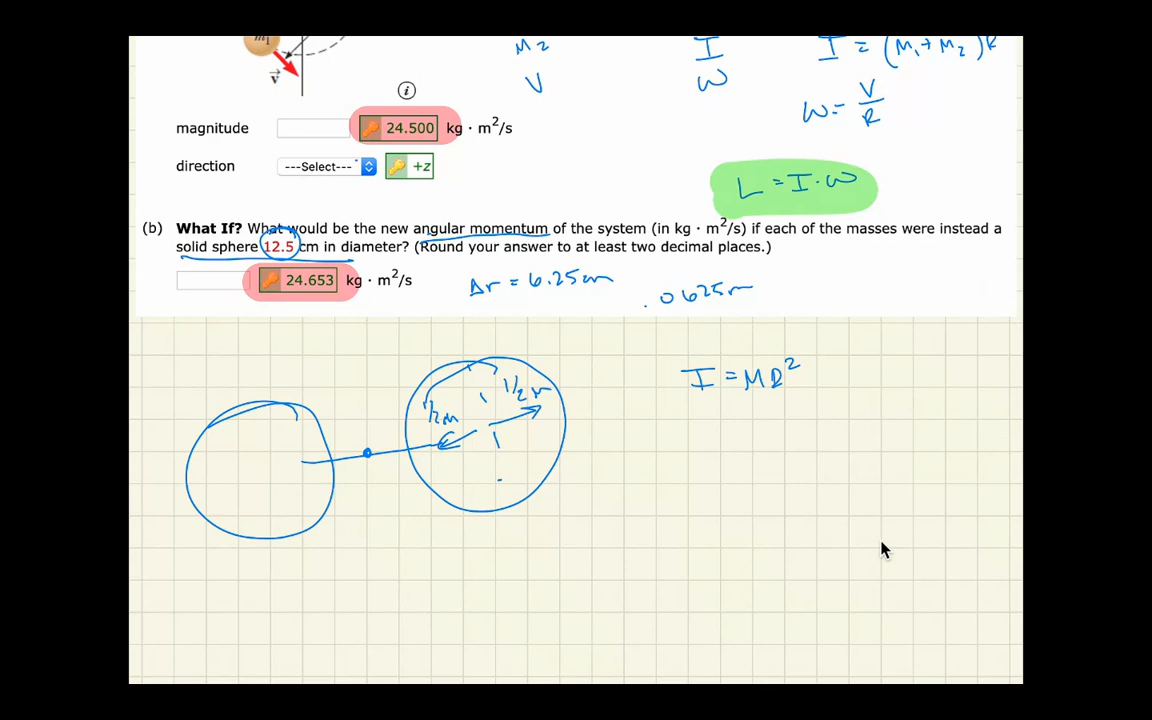 m₁
M₂ I I = (M₁+M₂)R
v⃗ V ω ω = V/R
i
magnitude 24.500 kg · m²/s
direction ---Select--- +z
L = I·ω
(b) What If? What would be the new angular momentum of the system (in kg · m²/s) if each of the masses were instead a
solid sphere 12.5 cm in diameter? (Round your answer to at least two decimal places.)
24.653 kg · m²/s Δr = 6.25cm .0625m
I = MR²
½M ½M